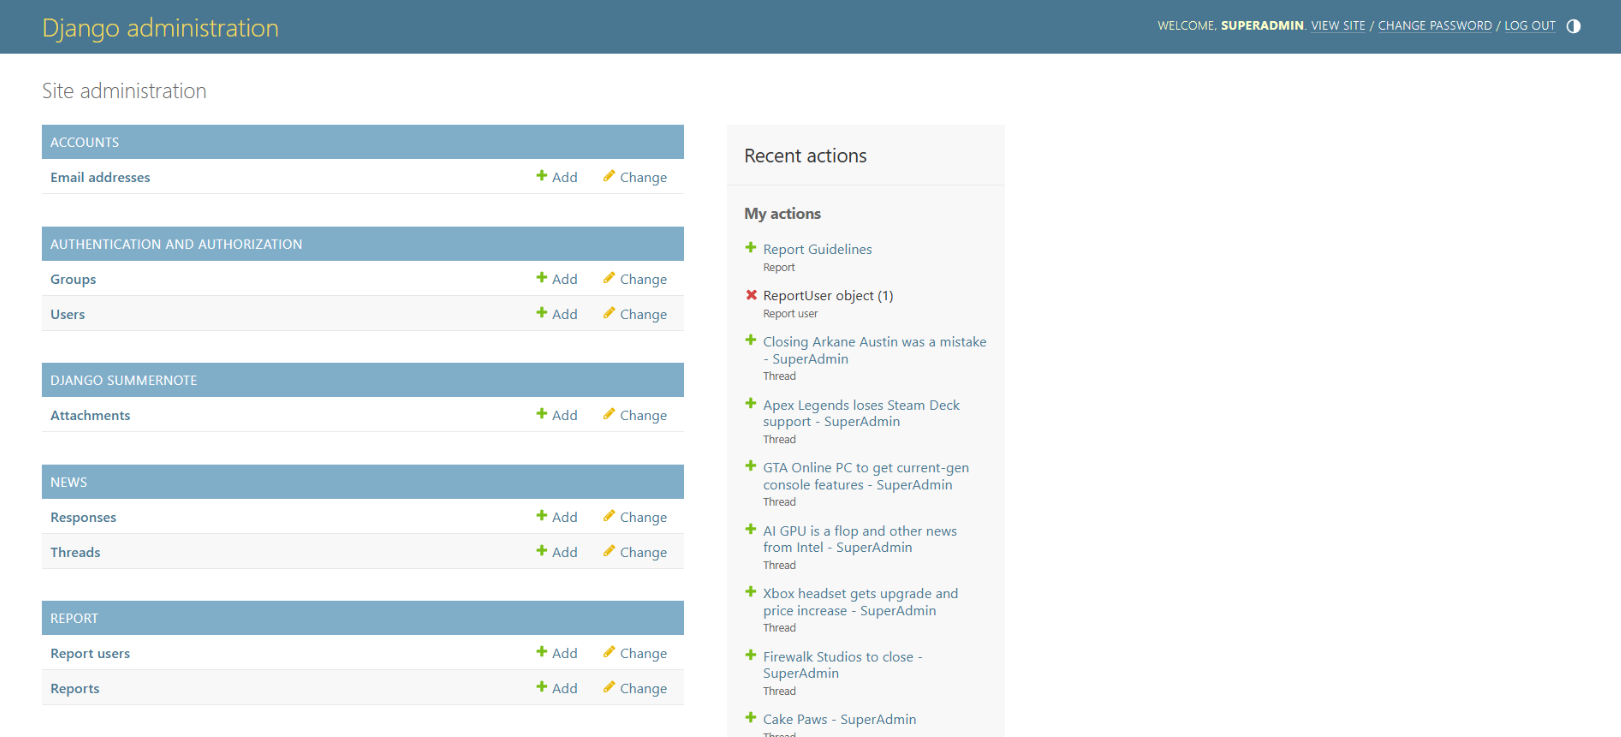 Django administration
WELCOME, SUPERADMIN. VIEW SITE / CHANGE PASSWORD / LOG OUT
Site administration
ACCOUNTS
Email addresses Add Change
AUTHENTICATION AND AUTHORIZATION
Groups Add Change
Users Add Change
DJANGO SUMMERNOTE
Attachments Add Change
NEWS
Responses Add Change
Threads Add Change
REPORT
Report users Add Change
Reports Add Change
Recent actions
My actions
Report Guidelines
Report
ReportUser object (1)
Report user
Closing Arkane Austin was a mistake
- SuperAdmin
Thread
Apex Legends loses Steam Deck
support - SuperAdmin
Thread
GTA Online PC to get current-gen
console features - SuperAdmin
Thread
AI GPU is a flop and other news
from Intel - SuperAdmin
Thread
Xbox headset gets upgrade and
price increase - SuperAdmin
Thread
Firewalk Studios to close -
SuperAdmin
Thread
Cake Paws - SuperAdmin
Thread